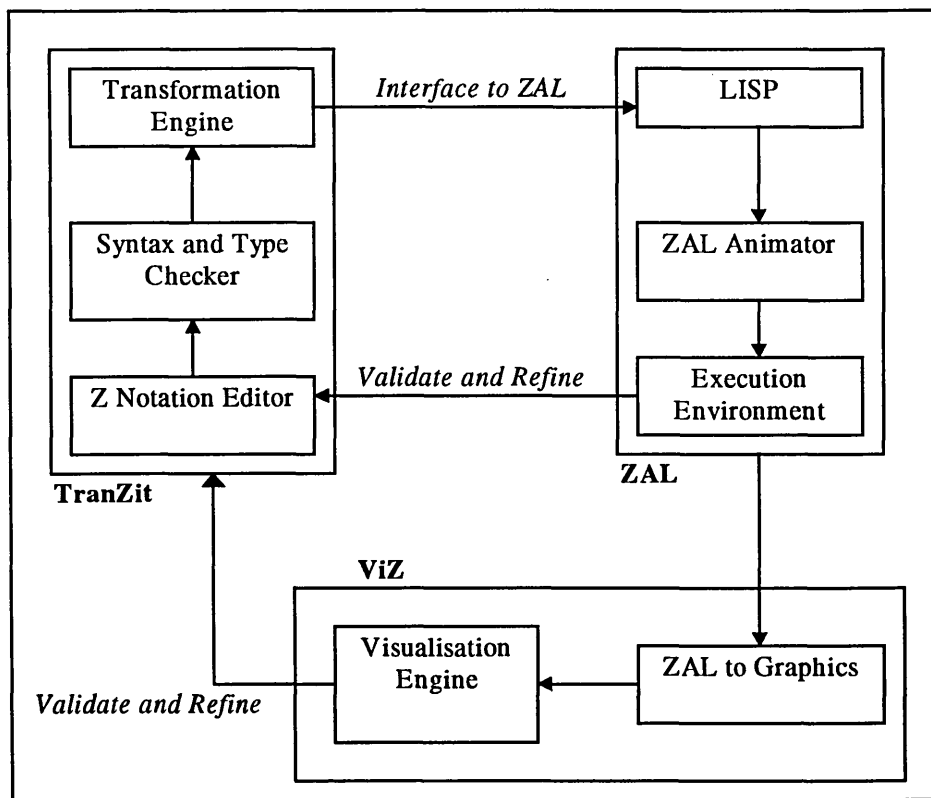 Transformation
Engine
Interface to ZAL
LISP
Syntax and Type
Checker
ZAL Animator
Z Notation Editor
Validate and Refine
Execution
Environment
TranZit
ZAL
ViZ
Visualisation
Engine
ZAL to Graphics
Validate and Refine